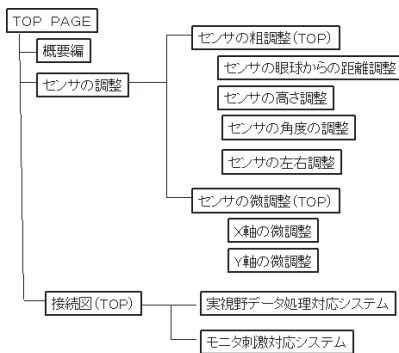 TOP PAGE
概要編
センサの調整
センサの粗調整(TOP)
センサの眼球からの距離調整
センサの高さ調整
センサの角度の調整
センサの左右調整
センサの微調整(TOP)
X軸の微調整
Y軸の微調整
接続図(TOP)
実視野データ処理対応システム
モニタ刺激対応システム